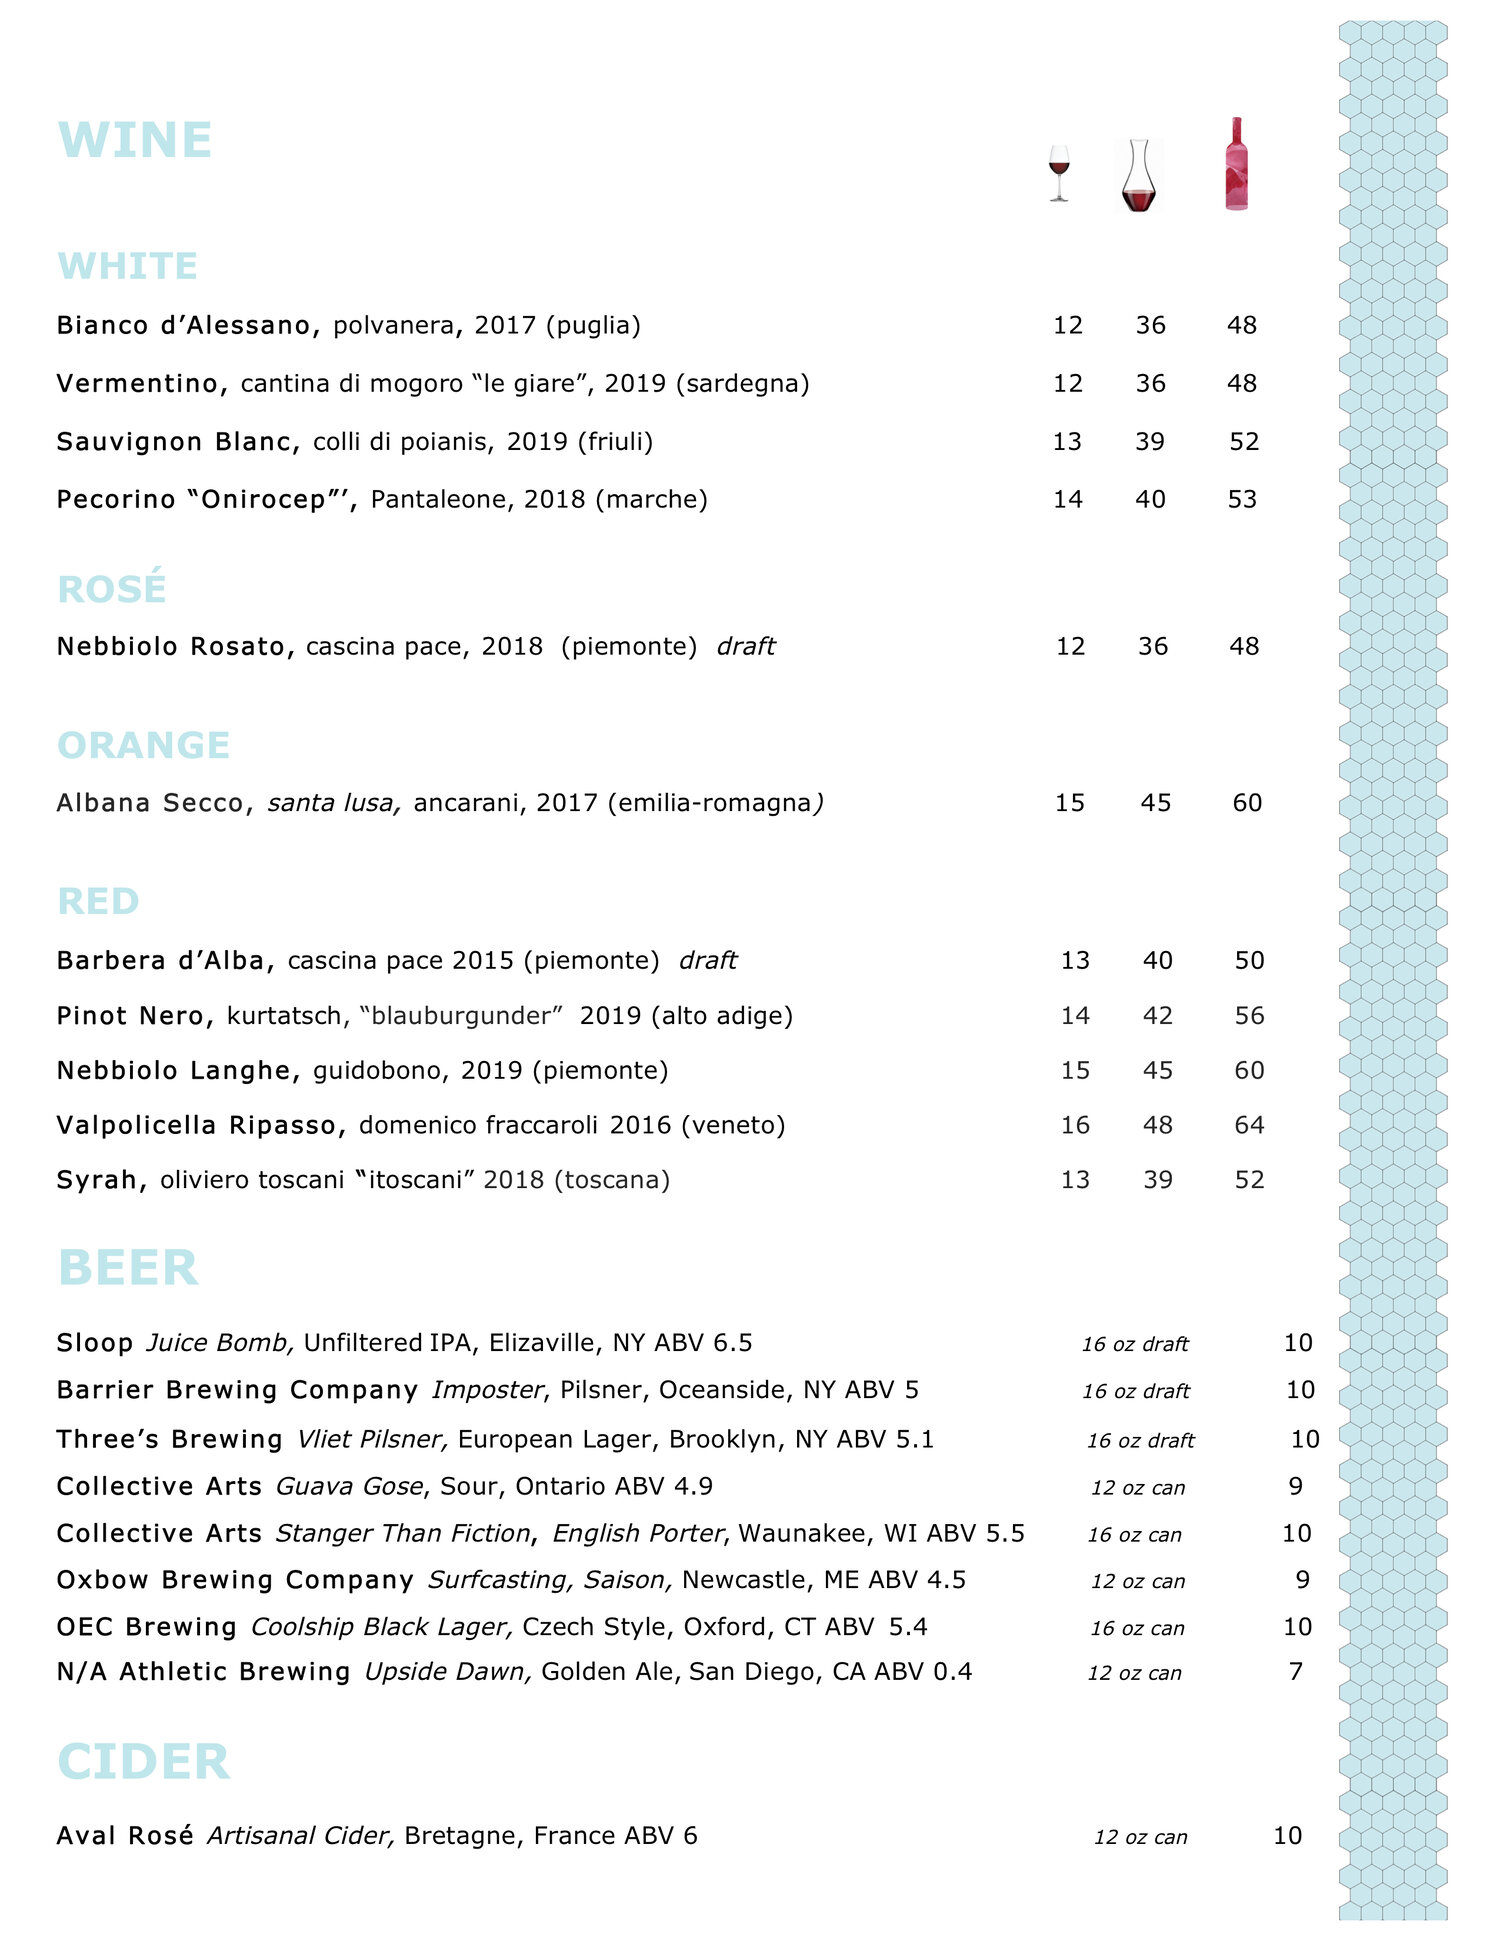 WINE
WHITE
Bianco d’Alessano, polvanera, 2017 (puglia) 12 36 48
Vermentino, cantina di mogoro “le giare”, 2019 (sardegna) 12 36 48
Sauvignon Blanc, colli di poianis, 2019 (friuli) 13 39 52
Pecorino “Onirocep”’, Pantaleone, 2018 (marche) 14 40 53
ROSÉ
Nebbiolo Rosato, cascina pace, 2018 (piemonte) draft 12 36 48
ORANGE
Albana Secco, santa lusa, ancarani, 2017 (emilia-romagna) 15 45 60
RED
Barbera d’Alba, cascina pace 2015 (piemonte) draft 13 40 50
Pinot Nero, kurtatsch, “blauburgunder” 2019 (alto adige) 14 42 56
Nebbiolo Langhe, guidobono, 2019 (piemonte) 15 45 60
Valpolicella Ripasso, domenico fraccaroli 2016 (veneto) 16 48 64
Syrah, oliviero toscani “itoscani” 2018 (toscana) 13 39 52
BEER
Sloop Juice Bomb, Unfiltered IPA, Elizaville, NY ABV 6.5 16 oz draft 10
Barrier Brewing Company Imposter, Pilsner, Oceanside, NY ABV 5 16 oz draft 10
Three’s Brewing Vliet Pilsner, European Lager, Brooklyn, NY ABV 5.1 16 oz draft 10
Collective Arts Guava Gose, Sour, Ontario ABV 4.9 12 oz can 9
Collective Arts Stanger Than Fiction, English Porter, Waunakee, WI ABV 5.5 16 oz can 10
Oxbow Brewing Company Surfcasting, Saison, Newcastle, ME ABV 4.5 12 oz can 9
OEC Brewing Coolship Black Lager, Czech Style, Oxford, CT ABV 5.4 16 oz can 10
N/A Athletic Brewing Upside Dawn, Golden Ale, San Diego, CA ABV 0.4 12 oz can 7
CIDER
Aval Rosé Artisanal Cider, Bretagne, France ABV 6 12 oz can 10